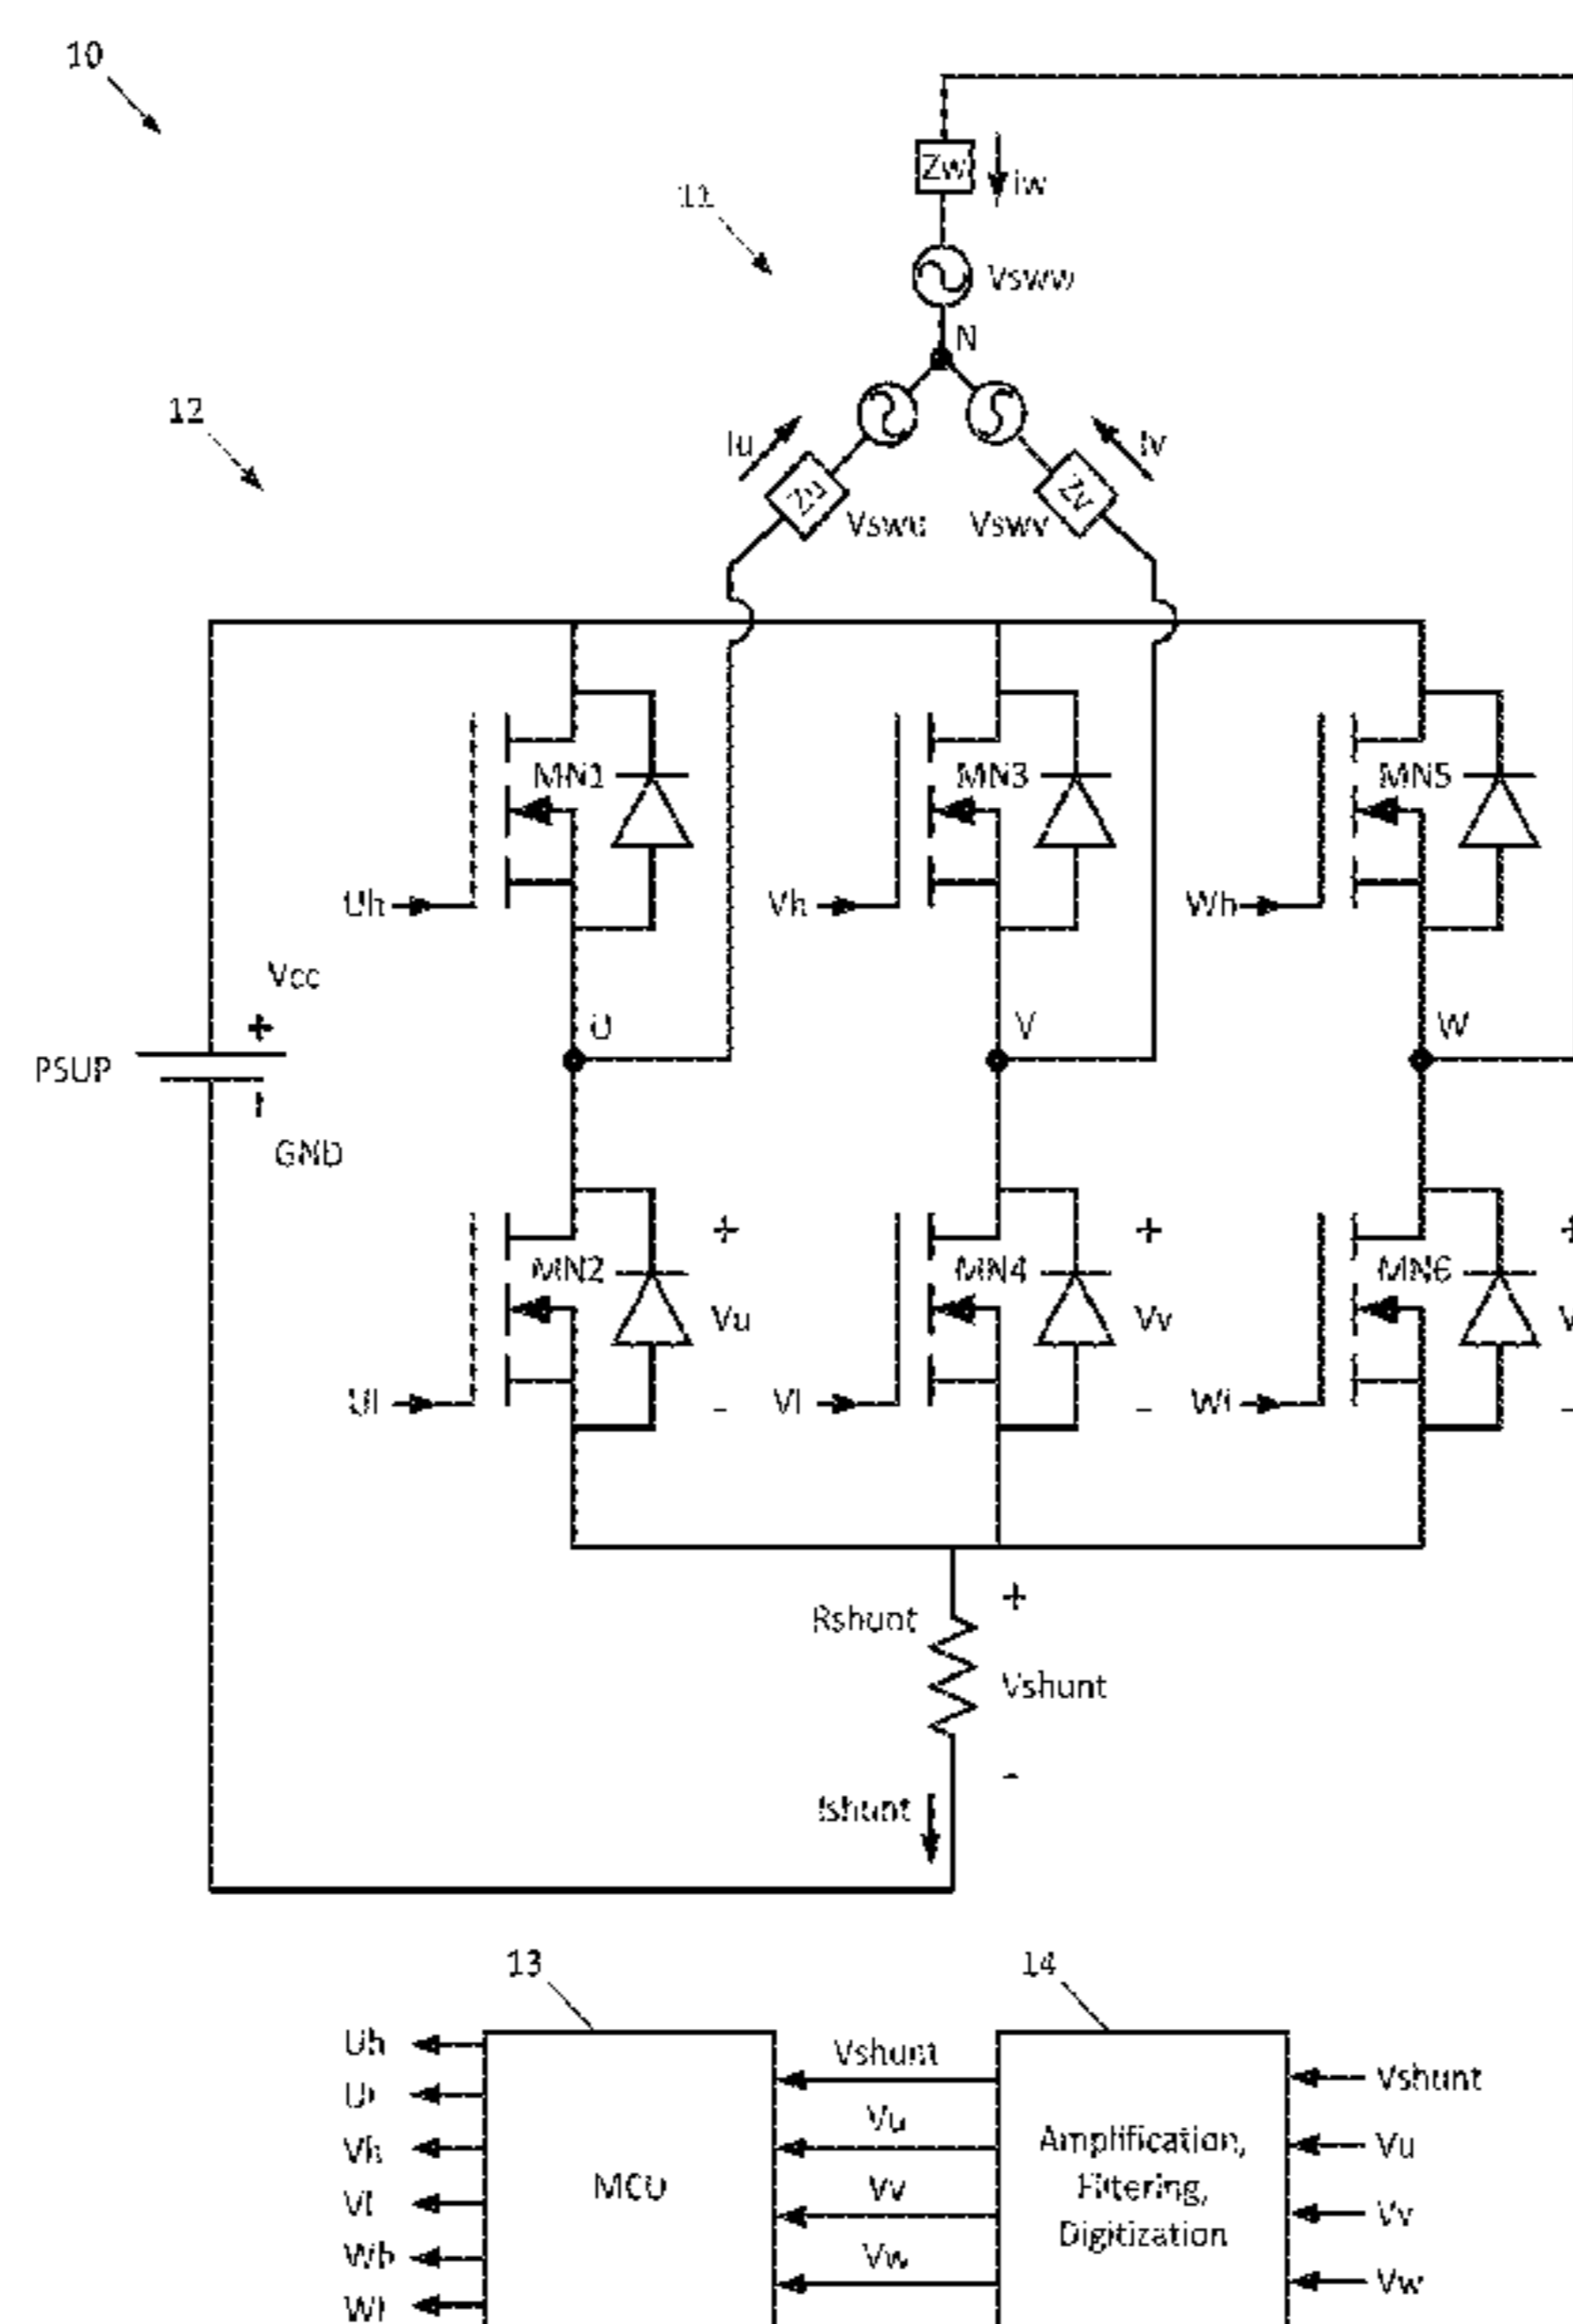 10
Zw
iw
11
Vsww
N
12
Iu
Iv
Zu
Zv
Vswu
Vswv
MN1
MN3
MN5
Uh
Vh
Wh
Vcc
+
U
V
W
PSUP
-
GND
+
+
+
MN2
MN4
MN6
Vu
Vv
V
Ul
-
Vl
-
Wl
-
+
Rshunt
Vshunt
-
Ishunt
13
14
Uh
Vshunt
Vshunt
Ul
Vu
Amplification,
Vu
Vh
MCU
Filtering,
Vl
Vv
Vv
Digitization
Wh
Vw
Vw
Wl